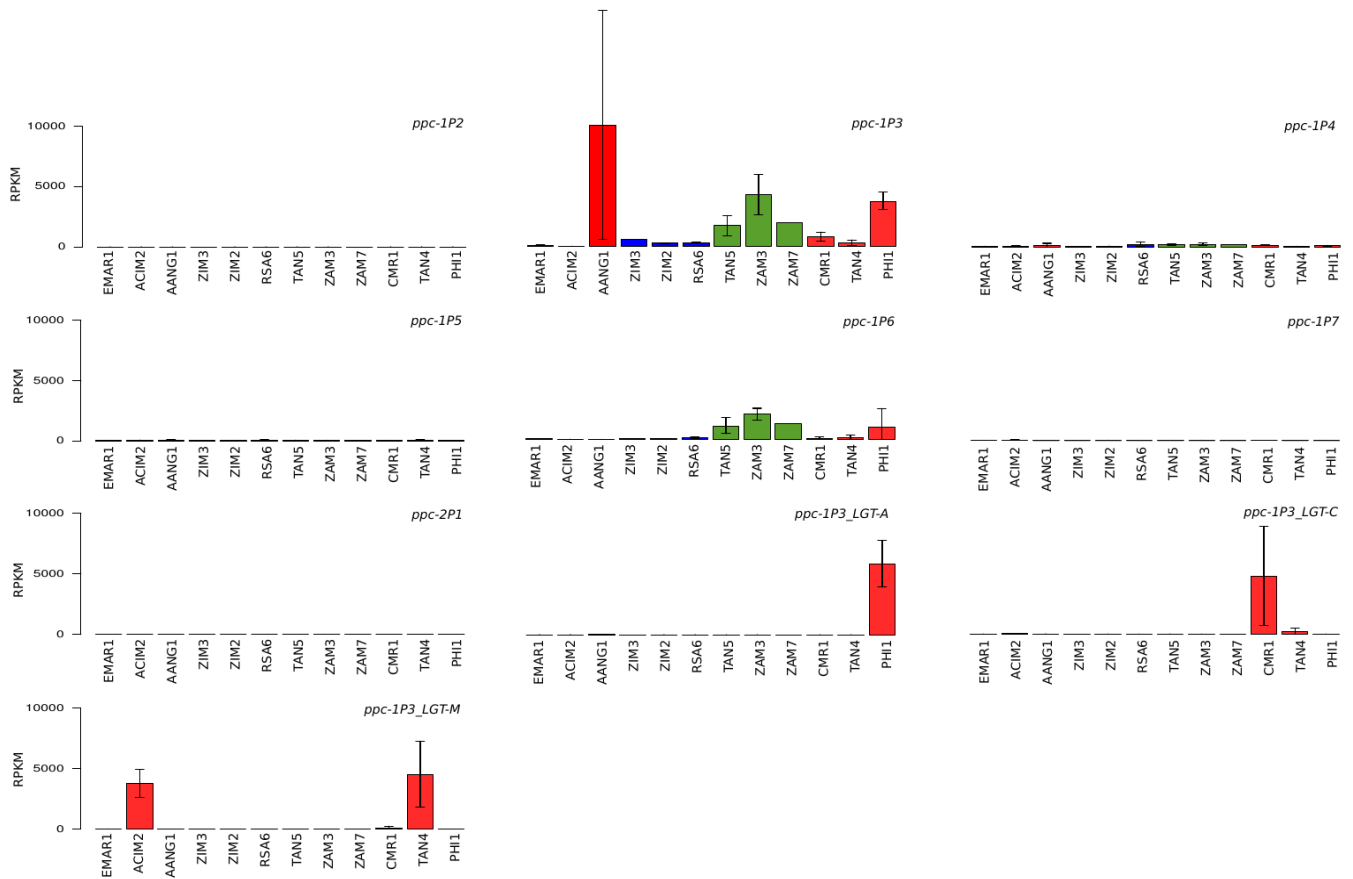 ppc-1P2
10000
5000
0
RPKM
EMAR1 ACIM2 AANG1 ZIM3 ZIM2 RSA6 TAN5 ZAM3 ZAM7 CMR1 TAN4 PHI1
ppc-1P3
EMAR1 ACIM2 AANG1 ZIM3 ZIM2 RSA6 TAN5 ZAM3 ZAM7 CMR1 TAN4 PHI1
ppc-1P4
EMAR1 ACIM2 AANG1 ZIM3 ZIM2 RSA6 TAN5 ZAM3 ZAM7 CMR1 TAN4 PHI1
ppc-1P5
10000
5000
0
RPKM
EMAR1 ACIM2 AANG1 ZIM3 ZIM2 RSA6 TAN5 ZAM3 ZAM7 CMR1 TAN4 PHI1
ppc-1P6
EMAR1 ACIM2 AANG1 ZIM3 ZIM2 RSA6 TAN5 ZAM3 ZAM7 CMR1 TAN4 PHI1
ppc-1P7
EMAR1 ACIM2 AANG1 ZIM3 ZIM2 RSA6 TAN5 ZAM3 ZAM7 CMR1 TAN4 PHI1
ppc-2P1
10000
5000
0
RPKM
EMAR1 ACIM2 AANG1 ZIM3 ZIM2 RSA6 TAN5 ZAM3 ZAM7 CMR1 TAN4 PHI1
ppc-1P3_LGT-A
EMAR1 ACIM2 AANG1 ZIM3 ZIM2 RSA6 TAN5 ZAM3 ZAM7 CMR1 TAN4 PHI1
ppc-1P3_LGT-C
EMAR1 ACIM2 AANG1 ZIM3 ZIM2 RSA6 TAN5 ZAM3 ZAM7 CMR1 TAN4 PHI1
ppc-1P3_LGT-M
10000
5000
0
RPKM
EMAR1 ACIM2 AANG1 ZIM3 ZIM2 RSA6 TAN5 ZAM3 ZAM7 CMR1 TAN4 PHI1